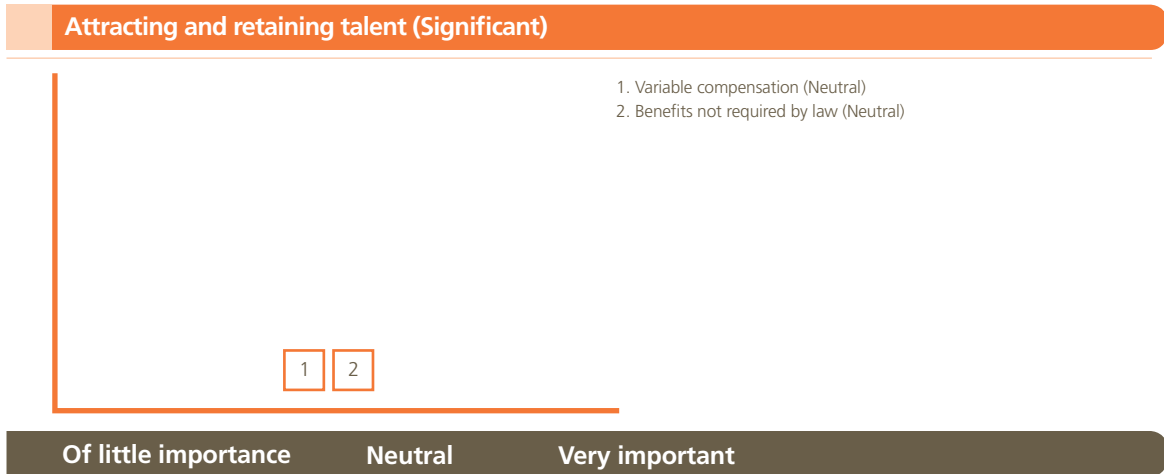 Attracting and retaining talent (Significant)
1. Variable compensation (Neutral)
2. Benefits not required by law (Neutral)
1 2
Of little importance Neutral Very important